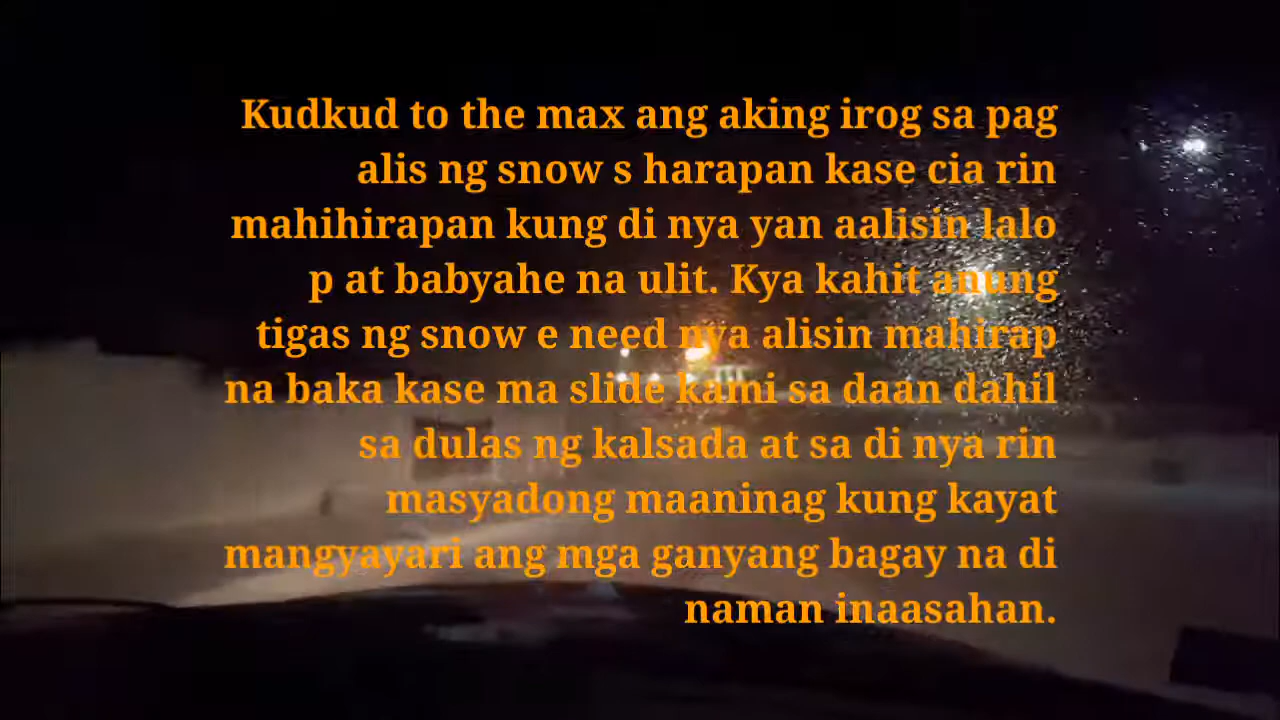 Kudkud to the max ang aking irog sa pag
alis ng snow s harapan kase cia rin
mahihirapan kung di nya yan aalisin lalo
p at babyahe na ulit. Kya kahit anung
tigas ng snow e need nya alisin mahirap
na baka kase ma slide kami sa daan dahil
sa dulas ng kalsada at sa di nya rin
masyadong maaninag kung kayat
mangyayari ang mga ganyang bagay na di
naman inaasahan.